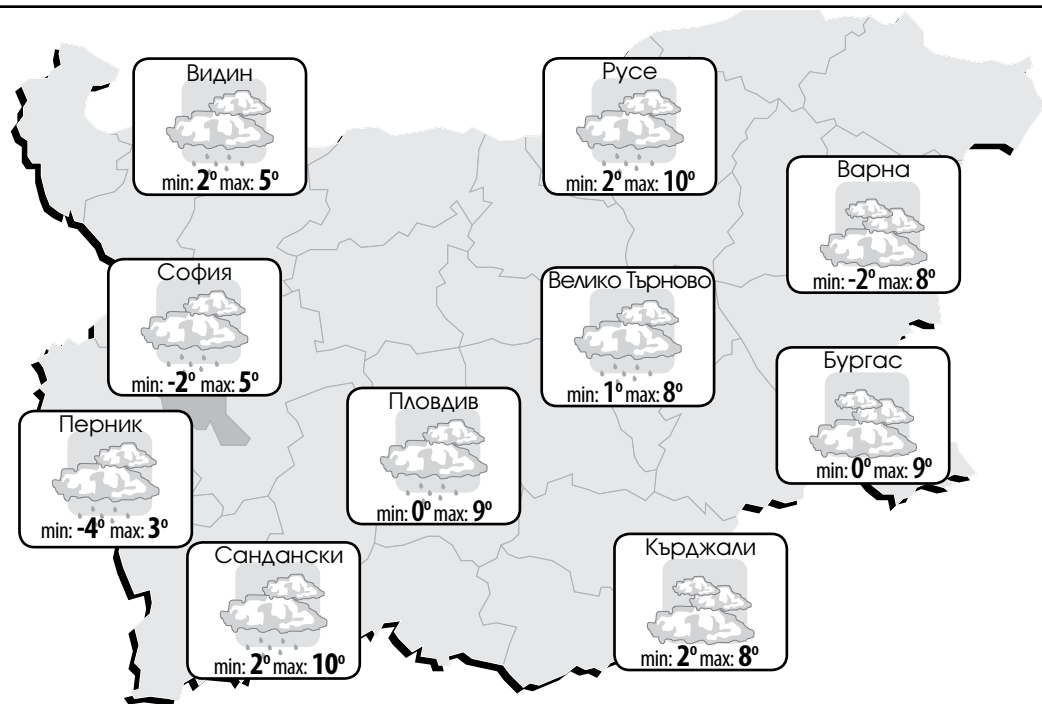 Видин
min: 2° max: 5°
Русе
min: 2° max: 10°
Варна
min: -2° max: 8°
София
min: -2° max: 5°
Велико Търново
min: 1° max: 8°
Бургас
min: 0° max: 9°
Пловдив
min: 0° max: 9°
Перник
min: -4° max: 3°
Сандански
min: 2° max: 10°
Кърджали
min: 2° max: 8°